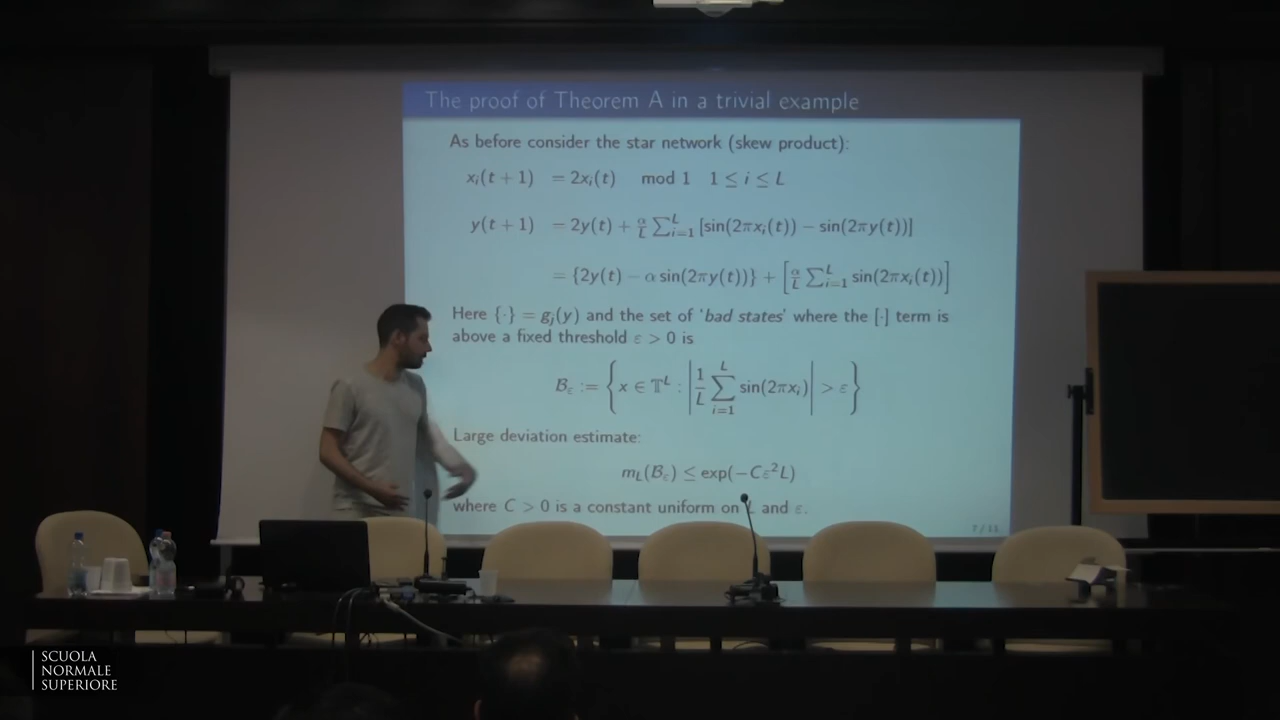 The proof of Theorem A in a trivial example
As before consider the star network (skew product):
x_i(t + 1) = 2x_i(t) mod 1 1 ≤ i ≤ L
y(t + 1) = 2y(t) + α/L ∑_{i=1}^{L} [sin(2πx_i(t)) − sin(2πy(t))]
= {2y(t) − α sin(2πy(t))} + [α/L ∑_{i=1}^{L} sin(2πx_i(t))]
Here {·} = g_j(y) and the set of 'bad states' where the [·] term is
above a fixed threshold ε > 0 is
B_ε := {x ∈ 𝕋^L : |1/L ∑_{i=1}^{L} sin(2πx_i)| > ε}
Large deviation estimate:
m_L(B_ε) ≤ exp(−Cε²L)
where C > 0 is a constant uniform on L and ε.
SCUOLA
NORMALE
SUPERIORE